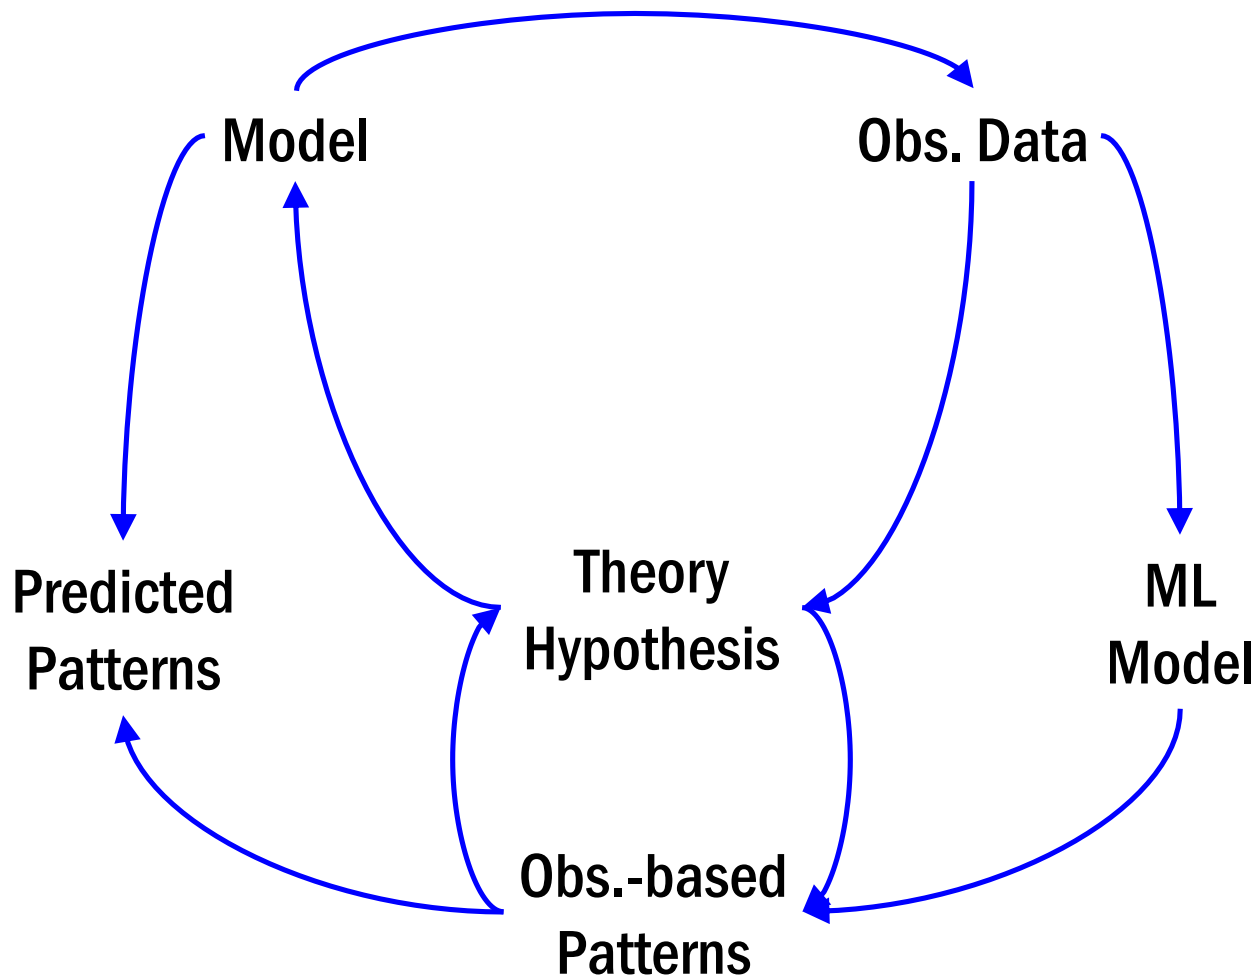 Model
Obs. Data
Theory
Hypothesis
Predicted
Patterns
ML
Model
Obs.-based
Patterns